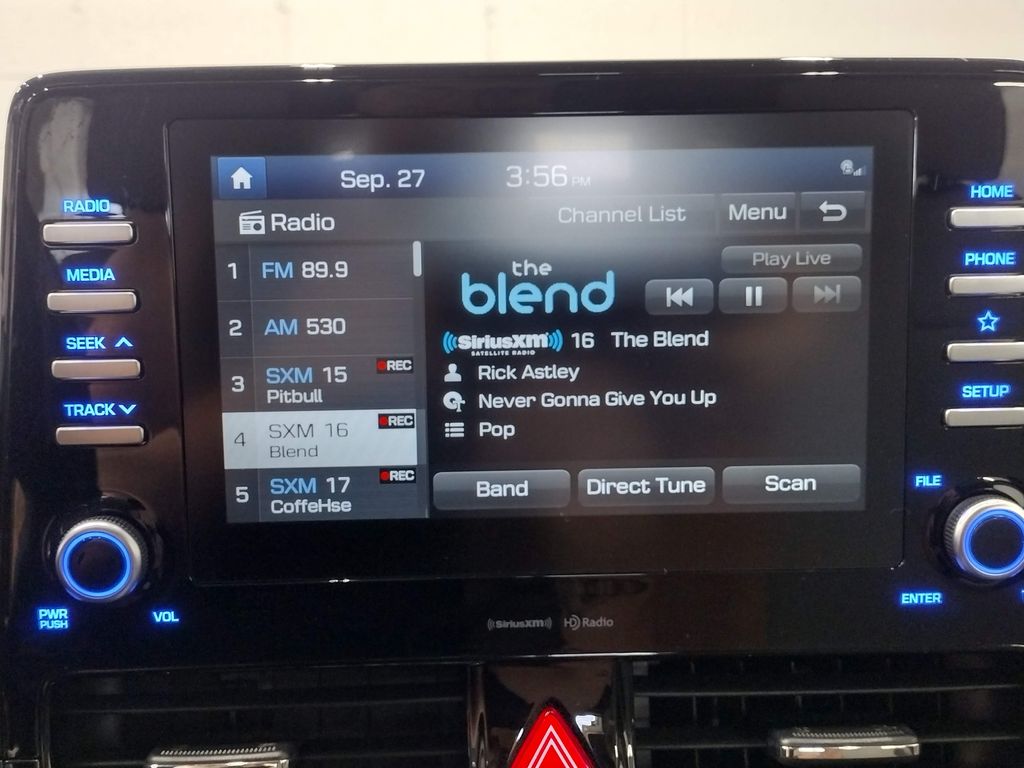 Sep. 27 3:56 PM
Radio Channel List Menu
1 FM 89.9
2 AM 530
3 SXM 15 REC
Pitbull
4 SXM 16 REC
Blend
5 SXM 17 REC
CoffeHse
Play Live
the
blend
SiriusXM 16 The Blend
SATELLITE RADIO
Rick Astley
Never Gonna Give You Up
Pop
Band Direct Tune Scan
RADIO
MEDIA
SEEK
TRACK
PWR
PUSH
VOL
HOME
PHONE
SETUP
FILE
ENTER
SiriusXM HD Radio